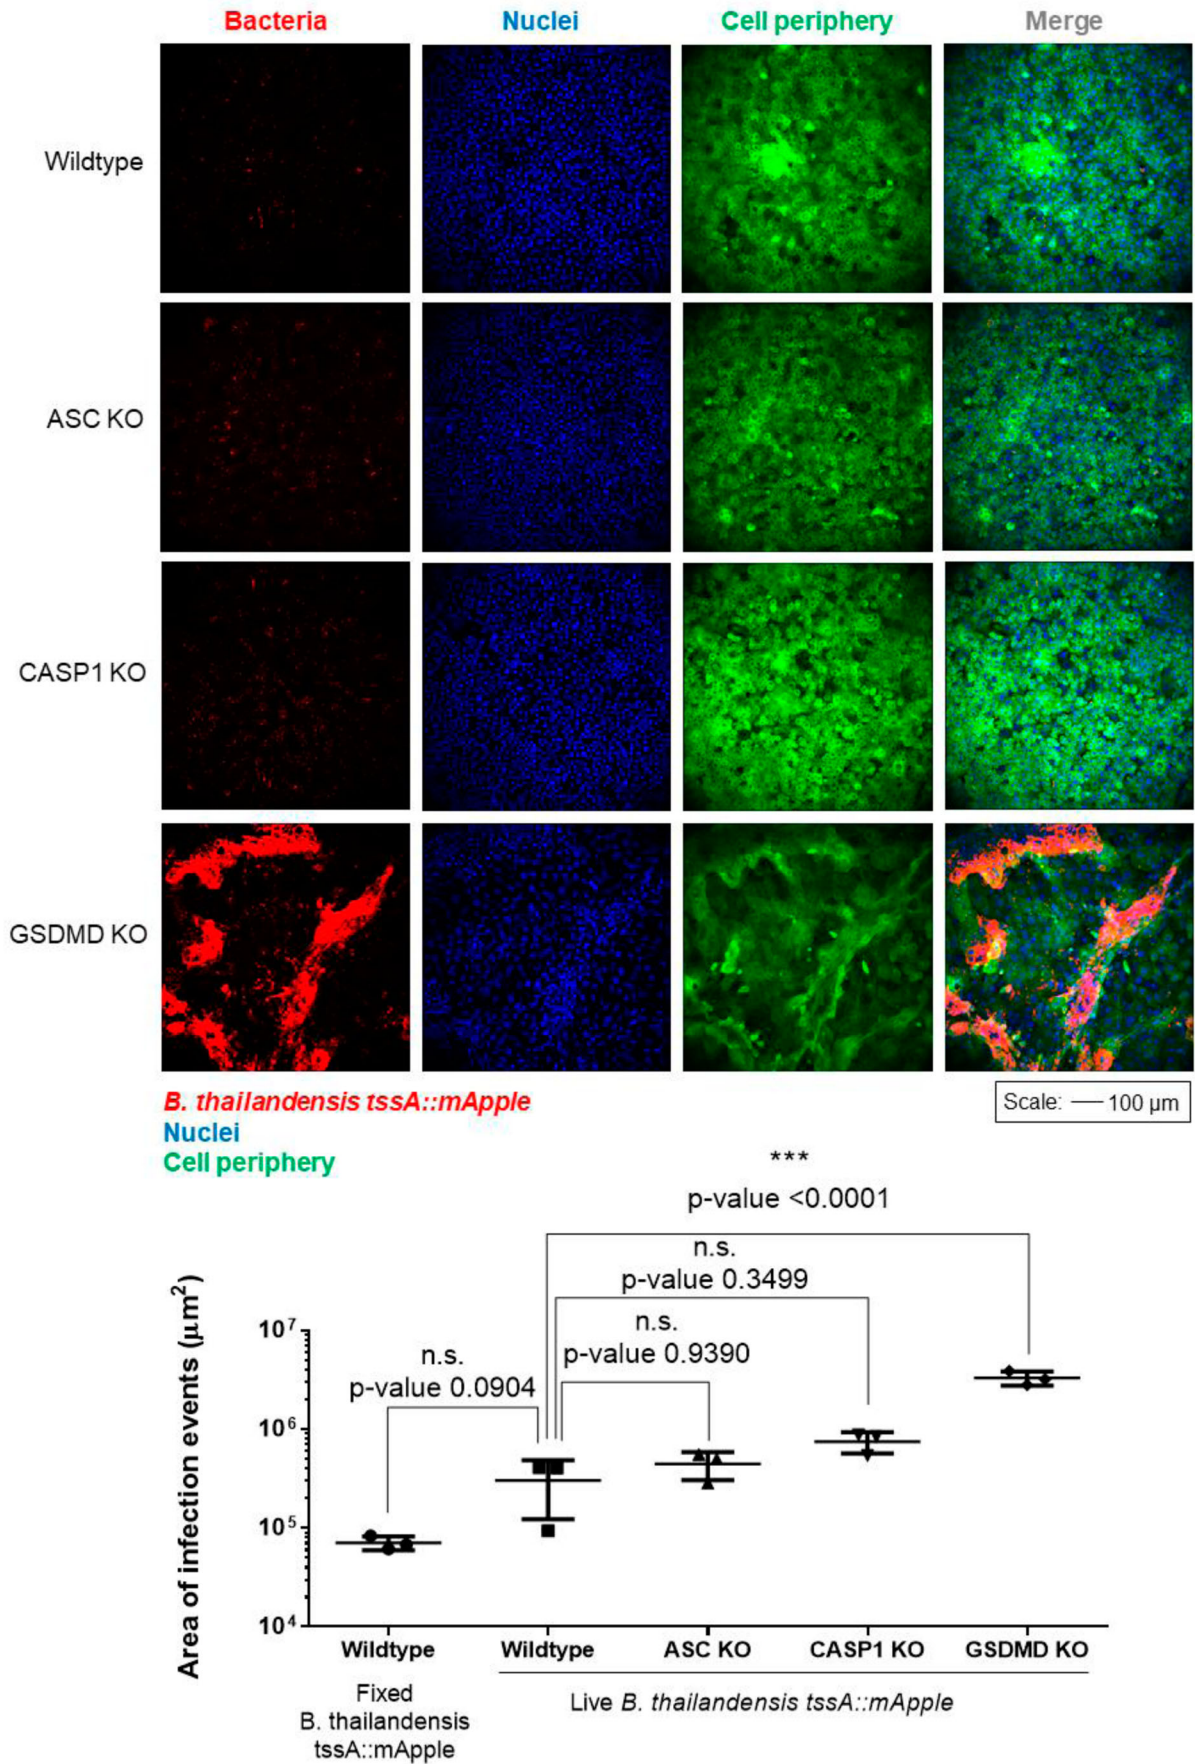 Bacteria
Nuclei
Cell periphery
Merge
Wildtype
ASC KO
CASP1 KO
GSDMD KO
B. thailandensis tssA::mApple
Nuclei
Cell periphery
Scale: — 100 µm
***
p-value <0.0001
n.s.
p-value 0.3499
n.s.
p-value 0.9390
n.s.
p-value 0.0904
Area of infection events (µm²)
10⁷
10⁶
10⁵
10⁴
Wildtype
Wildtype
ASC KO
CASP1 KO
GSDMD KO
Fixed
B. thailandensis
tssA::mApple
Live B. thailandensis tssA::mApple